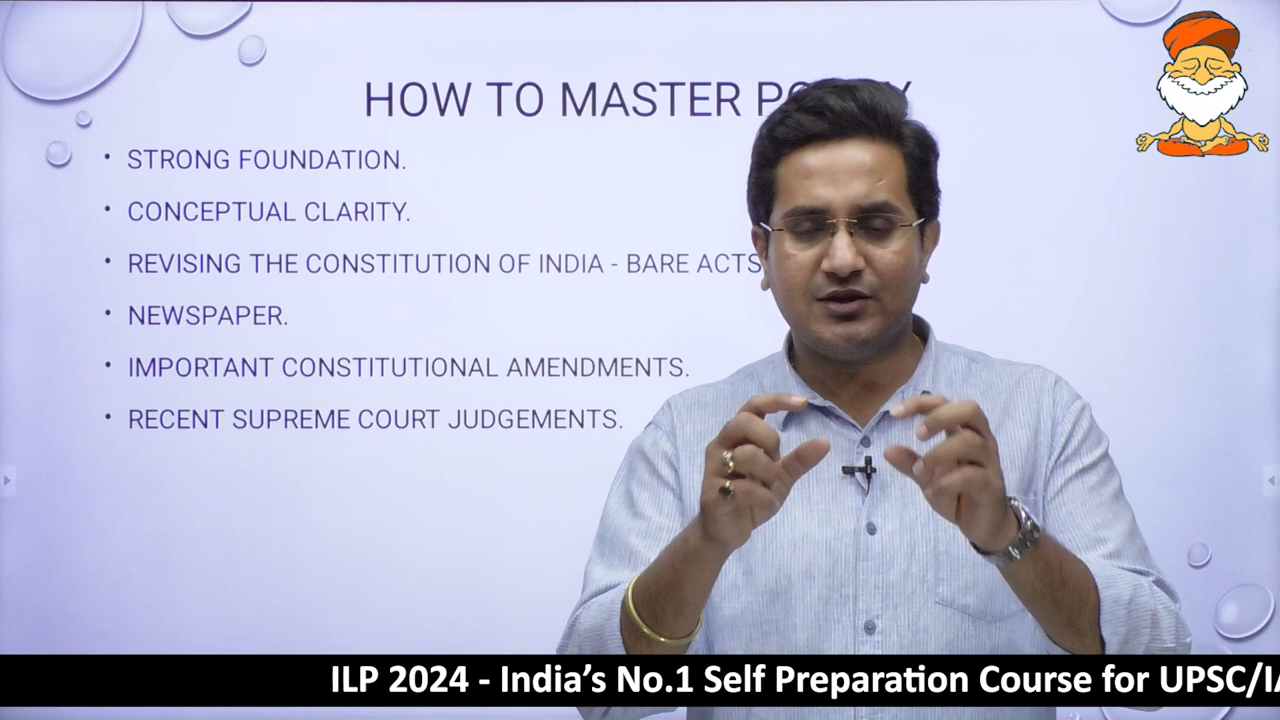 HOW TO MASTER
STRONG FOUNDATION.
CONCEPTUAL CLARITY.
REVISING THE CONSTITUTION OF INDIA - BARE ACTS
NEWSPAPER.
IMPORTANT CONSTITUTIONAL AMENDMENTS.
RECENT SUPREME COURT JUDGEMENTS.
ILP 2024 - India's No.1 Self Preparation Course for UPSC/IA